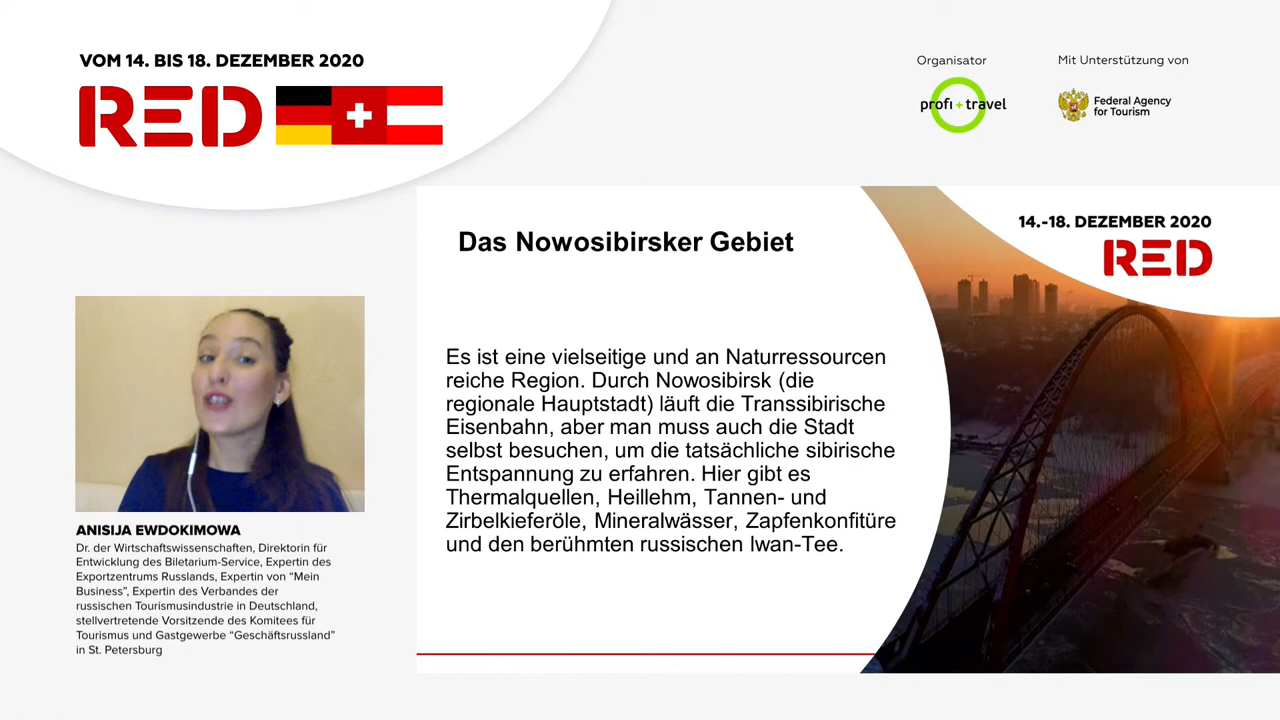 VOM 14. BIS 18. DEZEMBER 2020
RED
Organisator
profi+travel
Mit Unterstützung von
Federal Agency
for Tourism
14.-18. DEZEMBER 2020
RED
Das Nowosibirsker Gebiet
Es ist eine vielseitige und an Naturressourcen
reiche Region. Durch Nowosibirsk (die
regionale Hauptstadt) läuft die Transsibirische
Eisenbahn, aber man muss auch die Stadt
selbst besuchen, um die tatsächliche sibirische
Entspannung zu erfahren. Hier gibt es
Thermalquellen, Heillehm, Tannen- und
Zirbelkieferöle, Mineralwässer, Zapfenkonfitüre
und den berühmten russischen Iwan-Tee.
ANISIJA EWDOKIMOWA
Dr. der Wirtschaftswissenschaften, Direktorin für
Entwicklung des Biletarium-Service, Expertin des
Exportzentrums Russlands, Expertin von “Mein
Business”, Expertin des Verbandes der
russischen Tourismusindustrie in Deutschland,
stellvertretende Vorsitzende des Komitees für
Tourismus und Gastgewerbe “Geschäftsrussland”
in St. Petersburg